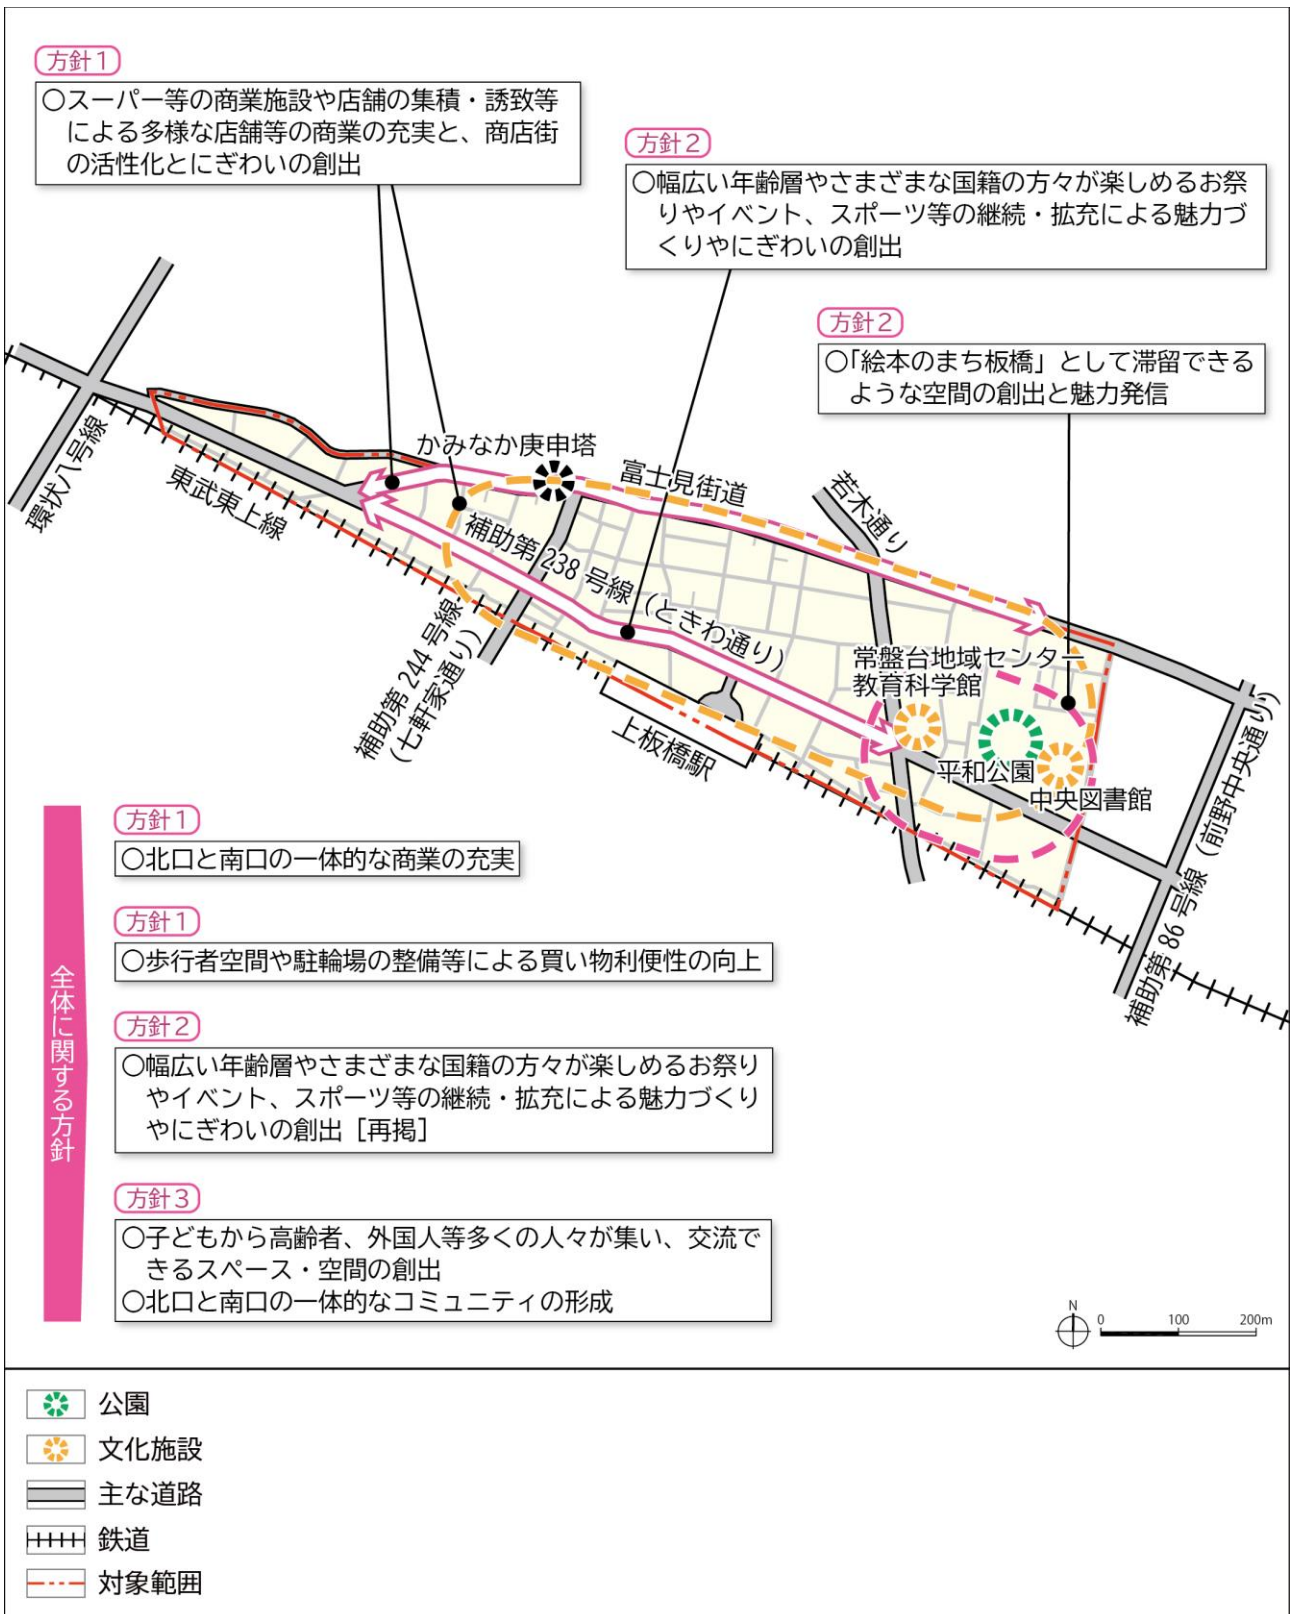 方針1
○スーパー等の商業施設や店舗の集積・誘致等
による多様な店舗等の商業の充実と、商店街
の活性化とにぎわいの創出
方針2
○幅広い年齢層やさまざまな国籍の方々が楽しめるお祭
りやイベント、スポーツ等の継続・拡充による魅力づ
くりやにぎわいの創出
方針2
○「絵本のまち板橋」として滞留できる
ような空間の創出と魅力発信
環状八号線
東武東上線
かみなか庚申塔
富士見街道
若木通り
補助第238号線（ときわ通り）
補助第244号線
（七軒家通り）
上板橋駅
常盤台地域センター
教育科学館
平和公園
中央図書館
補助第86号線（前野中央通り）
全体に関する方針
方針1
○北口と南口の一体的な商業の充実
方針1
○歩行者空間や駐輪場の整備等による買い物利便性の向上
方針2
○幅広い年齢層やさまざまな国籍の方々が楽しめるお祭り
やイベント、スポーツ等の継続・拡充による魅力づくり
やにぎわいの創出［再掲］
方針3
○子どもから高齢者、外国人等多くの人々が集い、交流で
きるスペース・空間の創出
○北口と南口の一体的なコミュニティの形成
N
0 100 200m
公園
文化施設
主な道路
鉄道
対象範囲